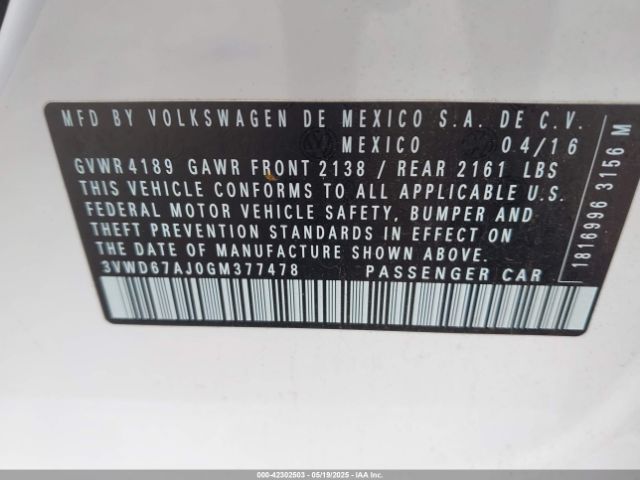 MFD BY VOLKSWAGEN DE MEXICO S.A. DE C.V.
MEXICO 04/16
GVWR 4189 GAWR FRONT 2138 / REAR 2161 LBS
THIS VEHICLE CONFORMS TO ALL APPLICABLE U.S.
FEDERAL MOTOR VEHICLE SAFETY, BUMPER AND
THEFT PREVENTION STANDARDS IN EFFECT ON
THE DATE OF MANUFACTURE SHOWN ABOVE.
3VWD67AJ0GM377478 PASSENGER CAR
1816996 3156 M
000-42302503 - 05/19/2025 - COPYRIGHT IAA